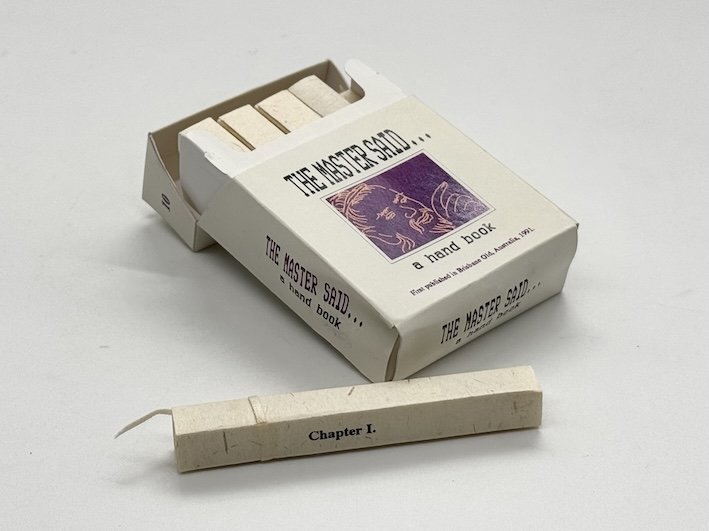 THE MASTER SAID...
a hand book
First published in Brisbane Qld, Australia, 1991.
THE MASTER SAID...
a hand book
THE MASTER SAID...
a hand book
Chapter I.